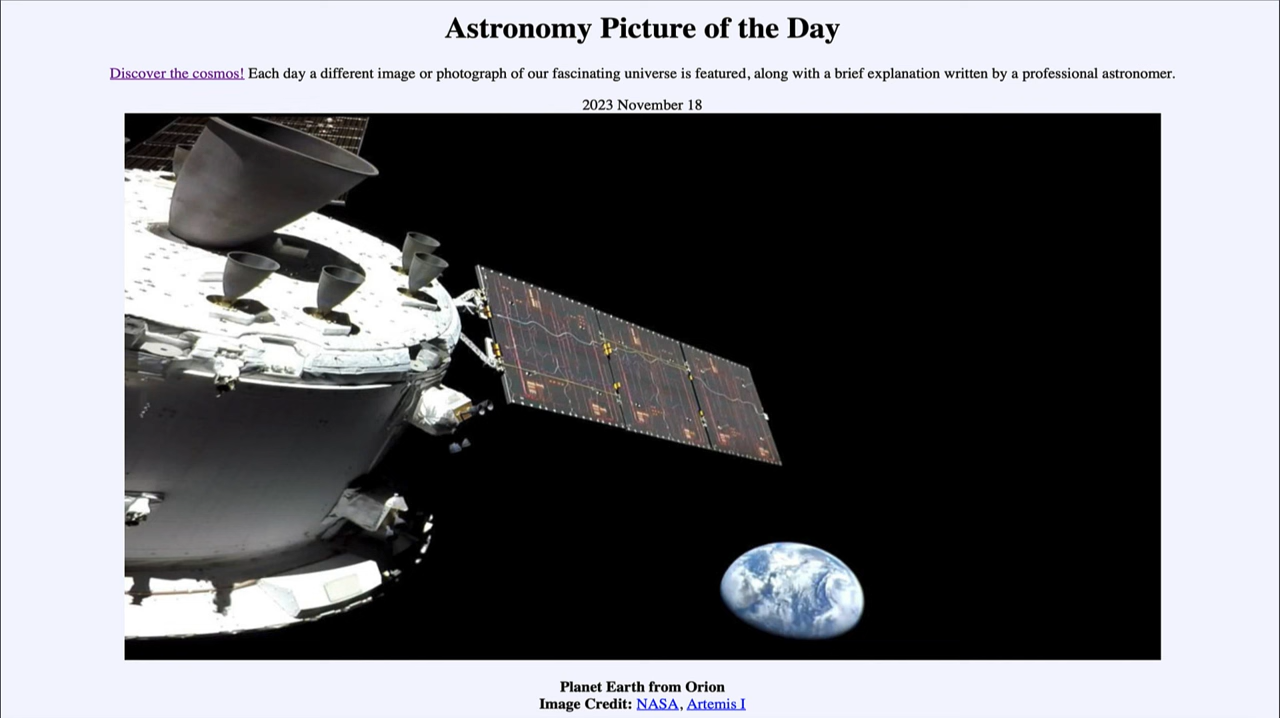 Astronomy Picture of the Day
Discover the cosmos! Each day a different image or photograph of our fascinating universe is featured, along with a brief explanation written by a professional astronomer.
2023 November 18
Planet Earth from Orion
Image Credit: NASA, Artemis I